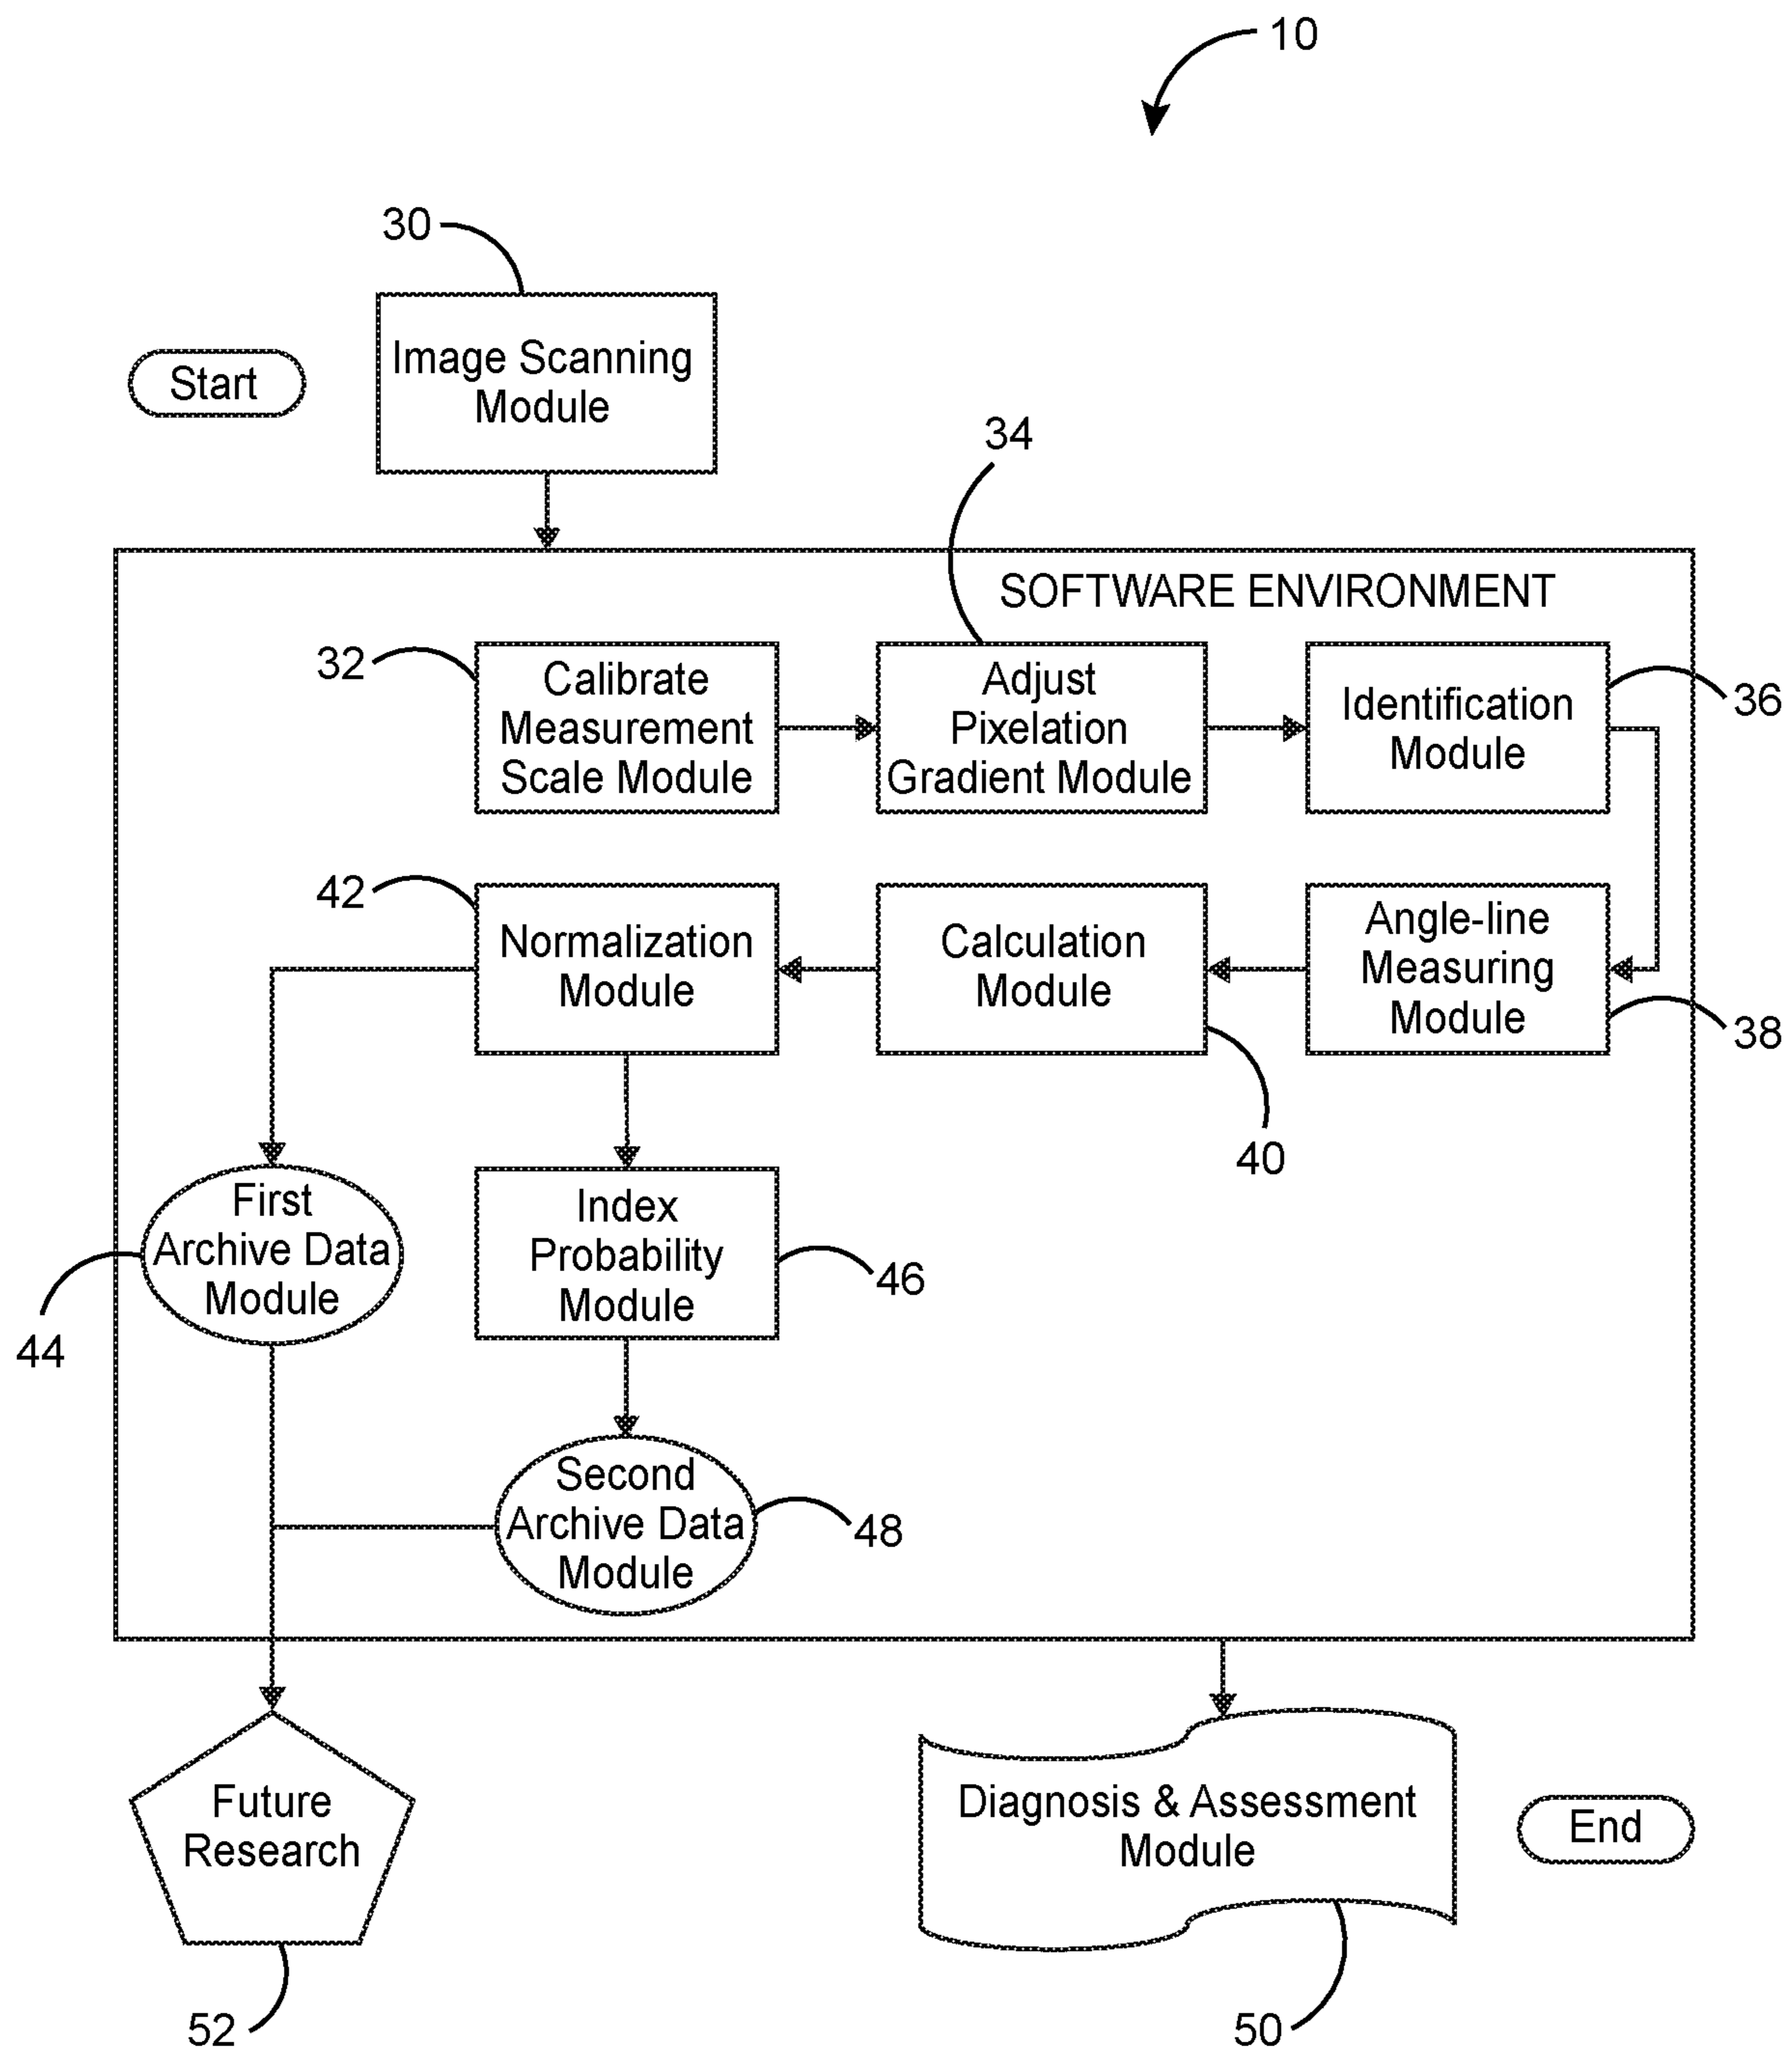 10
30
Image Scanning
Module
Start
34
SOFTWARE ENVIRONMENT
32
Calibrate
Measurement
Scale Module
Adjust
Pixelation
Gradient Module
Identification
Module
36
42
Normalization
Module
Calculation
Module
Angle-line
Measuring
Module
38
40
First
Archive Data
Module
44
Index
Probability
Module
46
Second
Archive Data
Module
48
Future
Research
52
Diagnosis & Assessment
Module
50
End